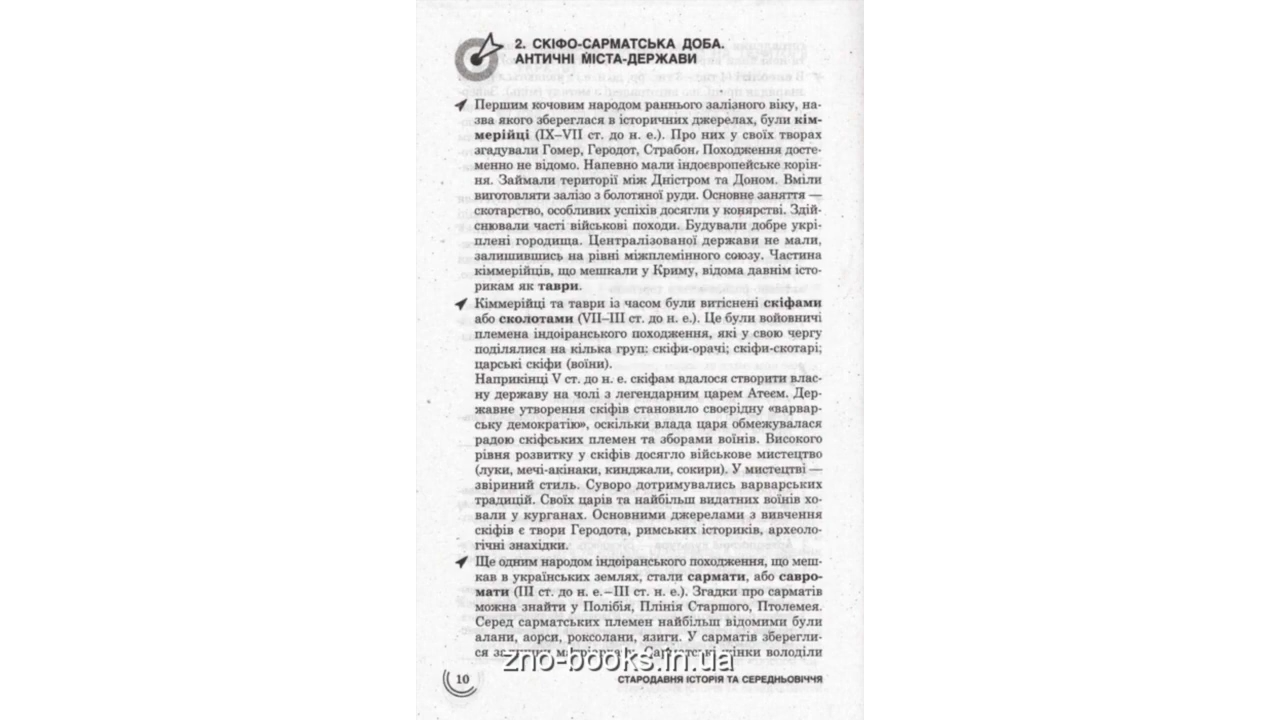 2. СКІФО-САРМАТСЬКА ДОБА.
АНТИЧНІ МІСТА-ДЕРЖАВИ
Першим кочовим народом раннього залізного віку, на-
зва якого збереглася в історичних джерелах, були кім-
мерійці (IX–VII ст. до н. е.). Про них у своїх творах
згадували Гомер, Геродот, Страбон. Походження досте-
менно не відомо. Напевно мали індоєвропейське корін-
ня. Займали території між Дністром та Доном. Вміли
виготовляти залізо з болотяної руди. Основне заняття —
скотарство, особливих успіхів досягли у конярстві. Здій-
снювали часті військові походи. Будували добре укрі-
плені городища. Централізованої держави не мали,
залишившись на рівні міжплемінного союзу. Частина
кіммерійців, що мешкали у Криму, відома давнім істо-
рикам як таври.
Кіммерійці та таври із часом були витіснені скіфами
або сколотами (VII–III ст. до н. е.). Це були войовничі
племена індоіранського походження, які у свою чергу
поділялися на кілька груп: скіфи-орачі; скіфи-скотарі;
царські скіфи (воїни).
Наприкінці V ст. до н. е. скіфам вдалося створити влас-
ну державу на чолі з легендарним царем Атеєм. Дер-
жавне утворення скіфів становило своєрідну «варвар-
ську демократію», оскільки влада царя обмежувалася
радою скіфських племен та зборами воїнів. Високого
рівня розвитку у скіфів досягло військове мистецтво
(луки, мечі-акінаки, кинджали, сокири). У мистецтві —
звіриний стиль. Суворо дотримувались варварських
традицій. Своїх царів та найбільш видатних воїнів хо-
вали у курганах. Основними джерелами з вивчення
скіфів є твори Геродота, римських істориків, археоло-
гічні знахідки.
Ще одним народом індоіранського походження, що меш-
кав в українських землях, стали сармати, або савро-
мати (III ст. до н. е.–III ст. н. е.). Згадки про сарматів
можна знайти у Полібія, Плінія Старшого, Птолемея.
Серед сарматських племен найбільш відомими були
алани, аорси, роксолани, язиги. У сарматів зберегли-
ся володіли
zno-books.in.ua
10 СТАРОДАВНЯ ІСТОРІЯ ТА СЕРЕДНЬОВІЧЧЯ